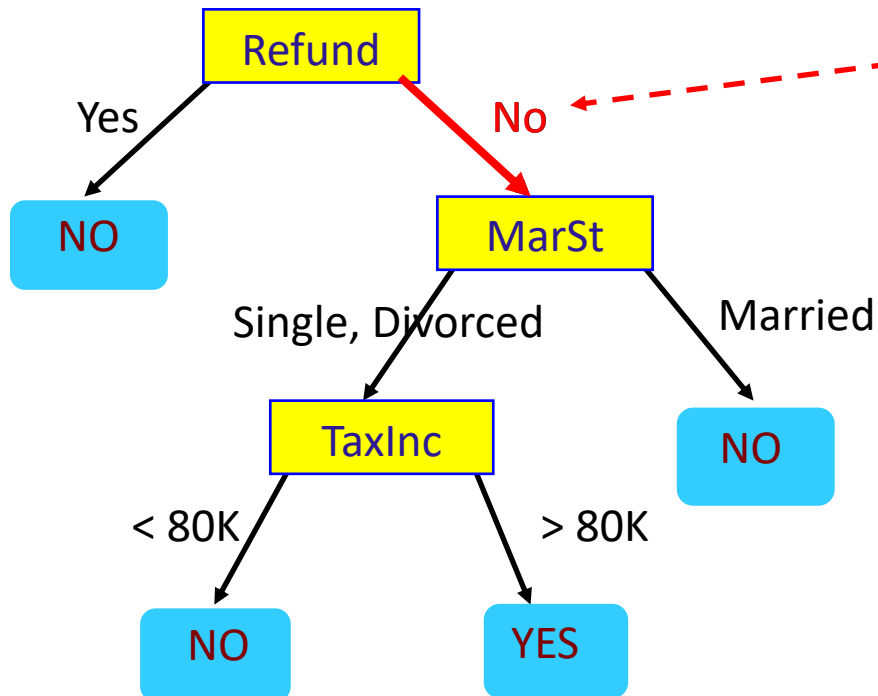 Refund
Yes
No
NO
MarSt
Single, Divorced
Married
TaxInc
NO
< 80K
> 80K
NO
YES